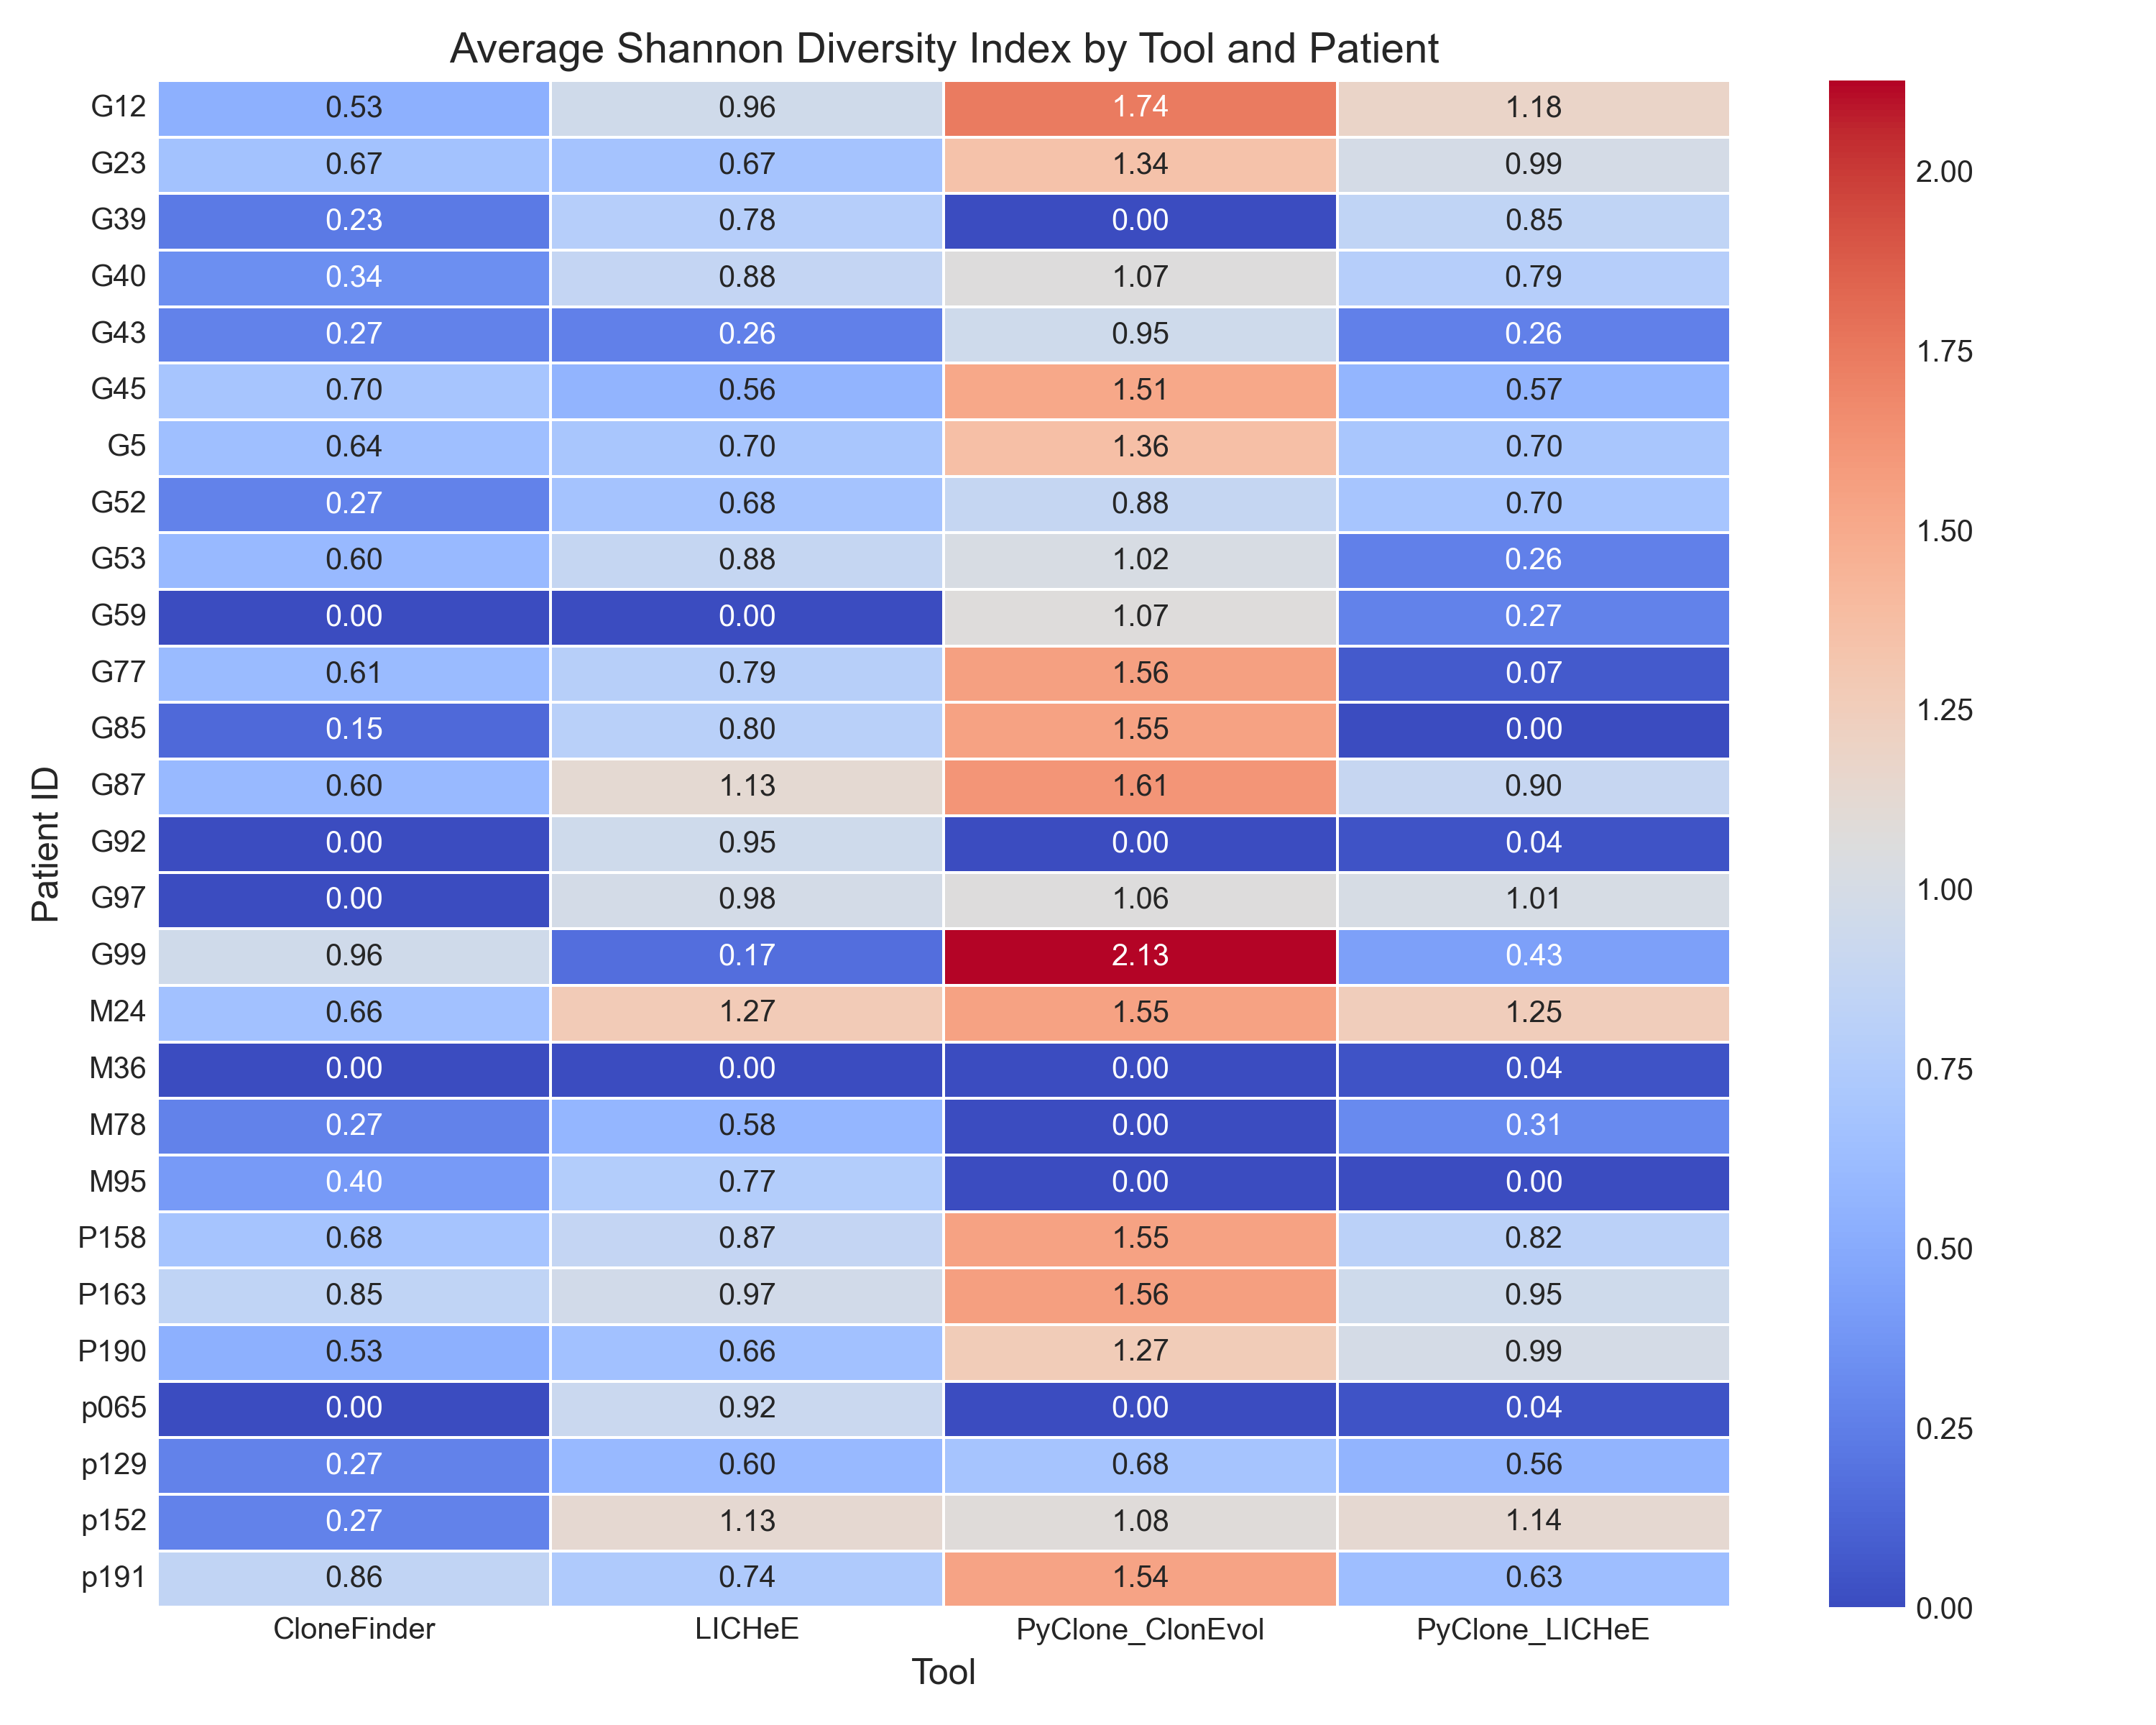 Average Shannon Diversity Index by Tool and Patient
G12 0.53 0.96 1.74 1.18
G23 0.67 0.67 1.34 0.99
G39 0.23 0.78 0.00 0.85
G40 0.34 0.88 1.07 0.79
G43 0.27 0.26 0.95 0.26
G45 0.70 0.56 1.51 0.57
G5 0.64 0.70 1.36 0.70
G52 0.27 0.68 0.88 0.70
G53 0.60 0.88 1.02 0.26
G59 0.00 0.00 1.07 0.27
G77 0.61 0.79 1.56 0.07
G85 0.15 0.80 1.55 0.00
G87 0.60 1.13 1.61 0.90
G92 0.00 0.95 0.00 0.04
G97 0.00 0.98 1.06 1.01
G99 0.96 0.17 2.13 0.43
M24 0.66 1.27 1.55 1.25
M36 0.00 0.00 0.00 0.04
M78 0.27 0.58 0.00 0.31
M95 0.40 0.77 0.00 0.00
P158 0.68 0.87 1.55 0.82
P163 0.85 0.97 1.56 0.95
P190 0.53 0.66 1.27 0.99
p065 0.00 0.92 0.00 0.04
p129 0.27 0.60 0.68 0.56
p152 0.27 1.13 1.08 1.14
p191 0.86 0.74 1.54 0.63
CloneFinder LICHeE PyClone_ClonEvol PyClone_LICHeE
Tool
Patient ID
2.00
1.75
1.50
1.25
1.00
0.75
0.50
0.25
0.00